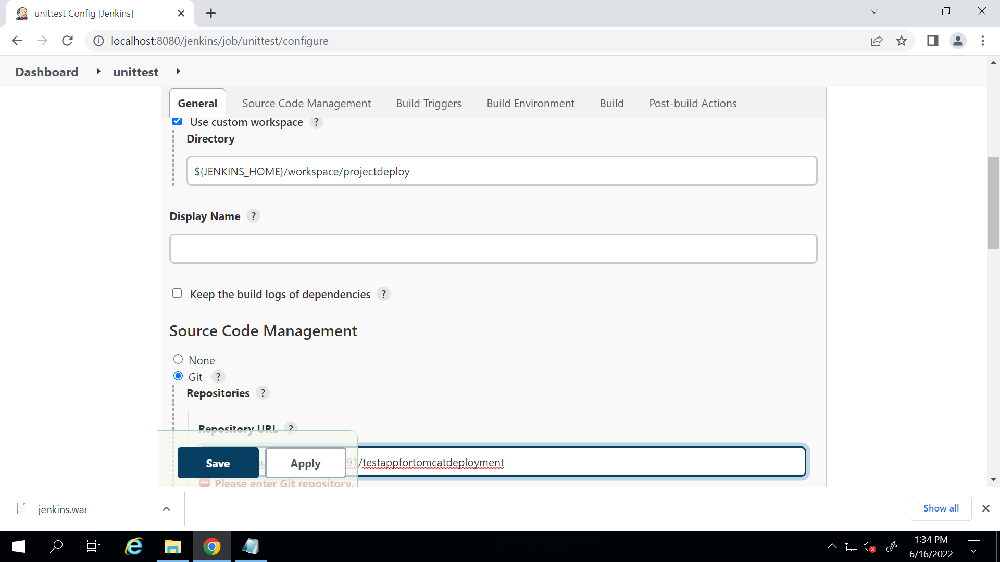 unittest Config [Jenkins]
localhost:8080/jenkins/job/unittest/configure
Dashboard unittest
General Source Code Management Build Triggers Build Environment Build Post-build Actions
Use custom workspace ?
Directory
${JENKINS_HOME}/workspace/projectdeploy
Display Name ?
Keep the build logs of dependencies ?
Source Code Management
None
Git ?
Repositories ?
Repository URL ?
Save Apply 91/testappfortomcatdeployment
Please enter Git repository.
jenkins.war
Show all
1:34 PM
6/16/2022